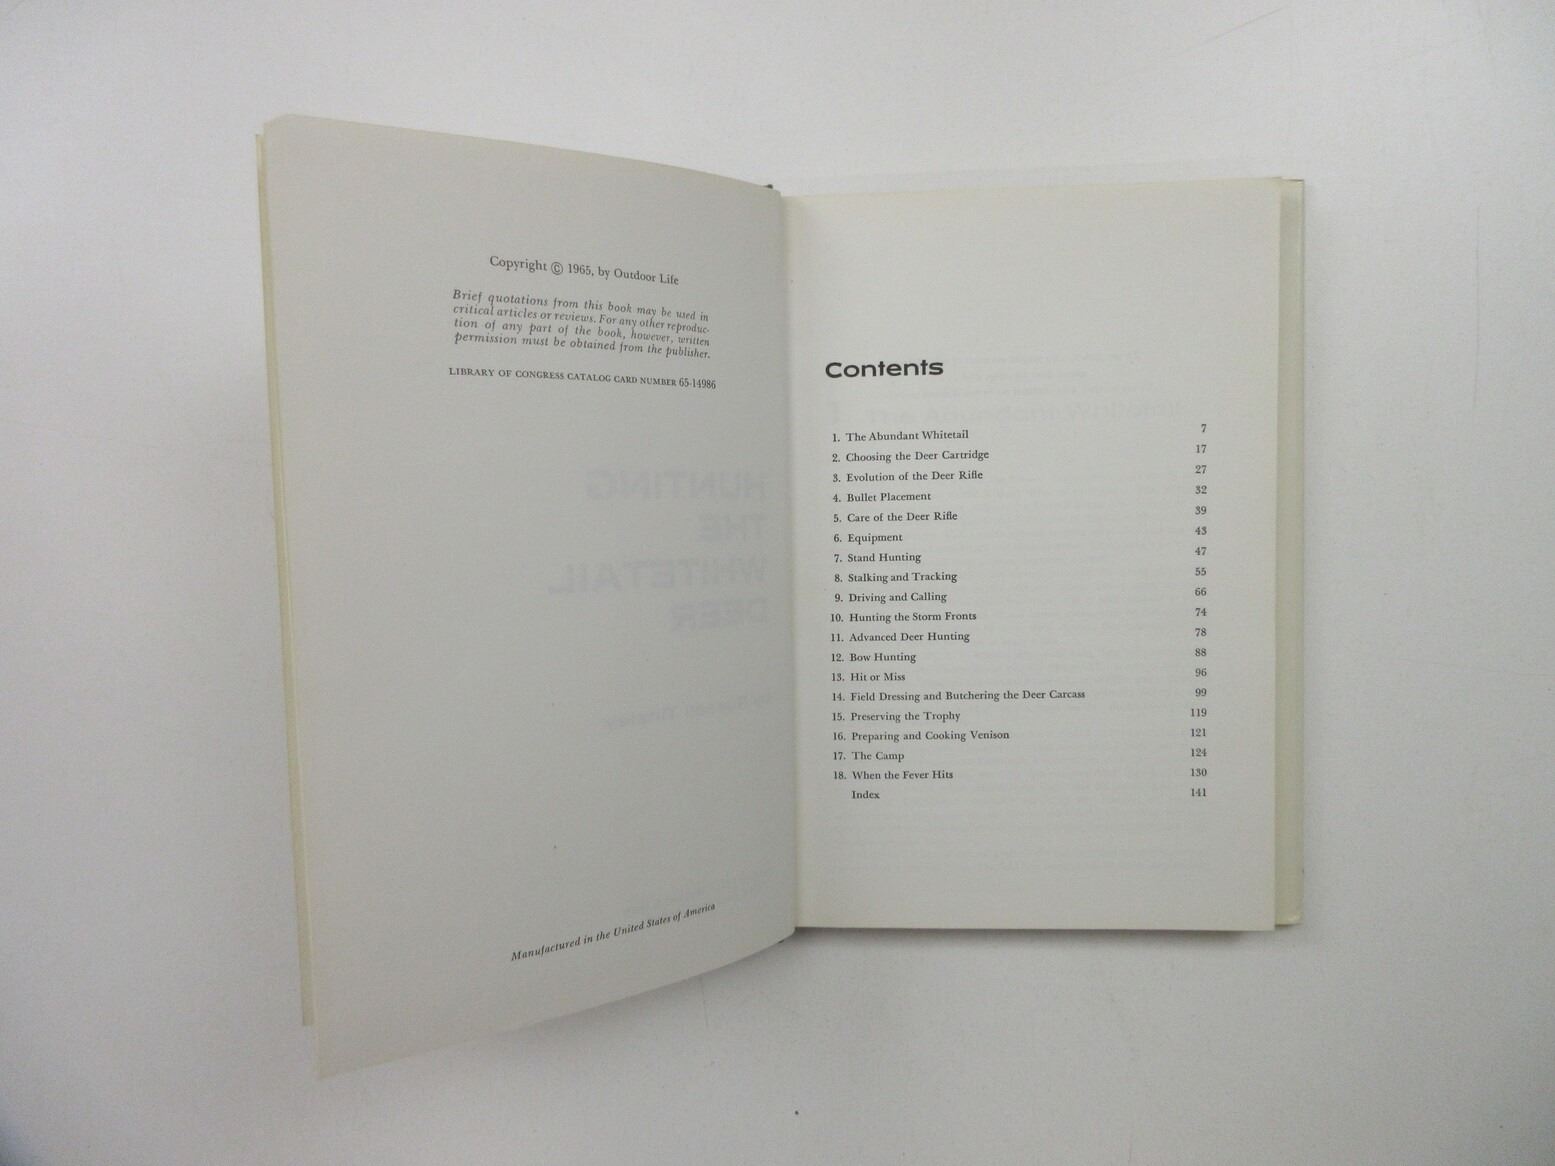 Copyright © 1965, by Outdoor Life
Brief quotations from this book may be used in
critical articles or reviews. For any other reproduc-
tion of any part of the book, however, written
permission must be obtained from the publisher.
LIBRARY OF CONGRESS CATALOG CARD NUMBER 65-14986
HUNTING
THE
WHITETAIL
DEER
Manufactured in the United States of America
Contents
1. The Abundant Whitetail 7
2. Choosing the Deer Cartridge 17
3. Evolution of the Deer Rifle 27
4. Bullet Placement 32
5. Care of the Deer Rifle 39
6. Equipment 43
7. Stand Hunting 47
8. Stalking and Tracking 55
9. Driving and Calling 66
10. Hunting the Storm Fronts 74
11. Advanced Deer Hunting 78
12. Bow Hunting 88
13. Hit or Miss 96
14. Field Dressing and Butchering the Deer Carcass 99
15. Preserving the Trophy 119
16. Preparing and Cooking Venison 121
17. The Camp 124
18. When the Fever Hits 130
Index 141